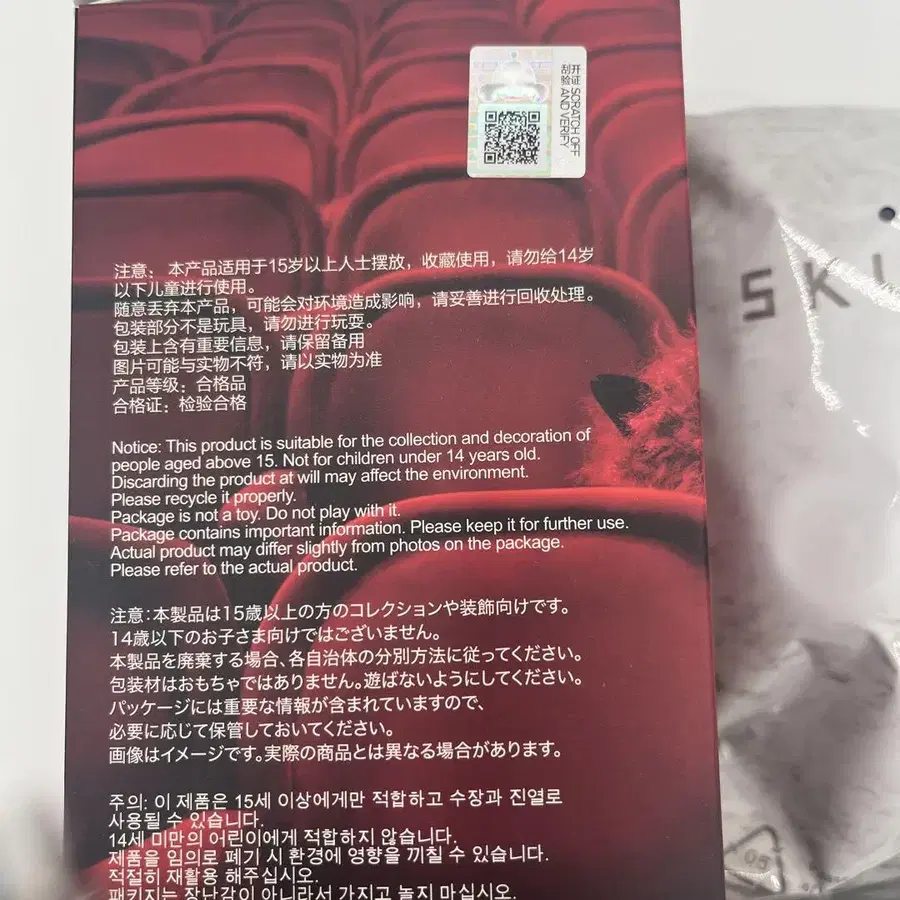 刮开验证 SCRATCH OFF
AND VERIFY
SKU
注意： 本产品适用于15岁以上人士摆放，收藏使用，请勿给14岁
以下儿童进行使用。
随意丢弃本产品，可能会对环境造成影响，请妥善进行回收处理。
包装部分不是玩具，请勿进行玩耍。
包装上含有重要信息，请保留备用
图片可能与实物不符，请以实物为准
产品等级：合格品
合格证：检验合格
Notice: This product is suitable for the collection and decoration of
people aged above 15. Not for children under 14 years old.
Discarding the product at will may affect the environment.
Please recycle it properly.
Package is not a toy. Do not play with it.
Package contains important information. Please keep it for further use.
Actual product may differ slightly from photos on the package.
Please refer to the actual product.
注意：本製品は15歳以上の方のコレクションや装飾向けです。
14歳以下のお子さま向けではございません。
本製品を廃棄する場合、各自治体の分別方法に従ってください。
包装材はおもちゃではありません。遊ばないようにしてください。
パッケージには重要な情報が含まれていますので、
必要に応じて保管しておいてください。
画像はイメージです。実際の商品とは異なる場合があります。
주의: 이 제품은 15세 이상에게만 적합하고 수장과 진열로
사용될 수 있습니다.
14세 미만의 어린이에게 적합하지 않습니다.
제품을 임의로 폐기 시 환경에 영향을 끼칠 수 있습니다.
적절히 재활용 해주십시오.
패키지는 장난감이 아니라서 가지고 놀지 마십시오.